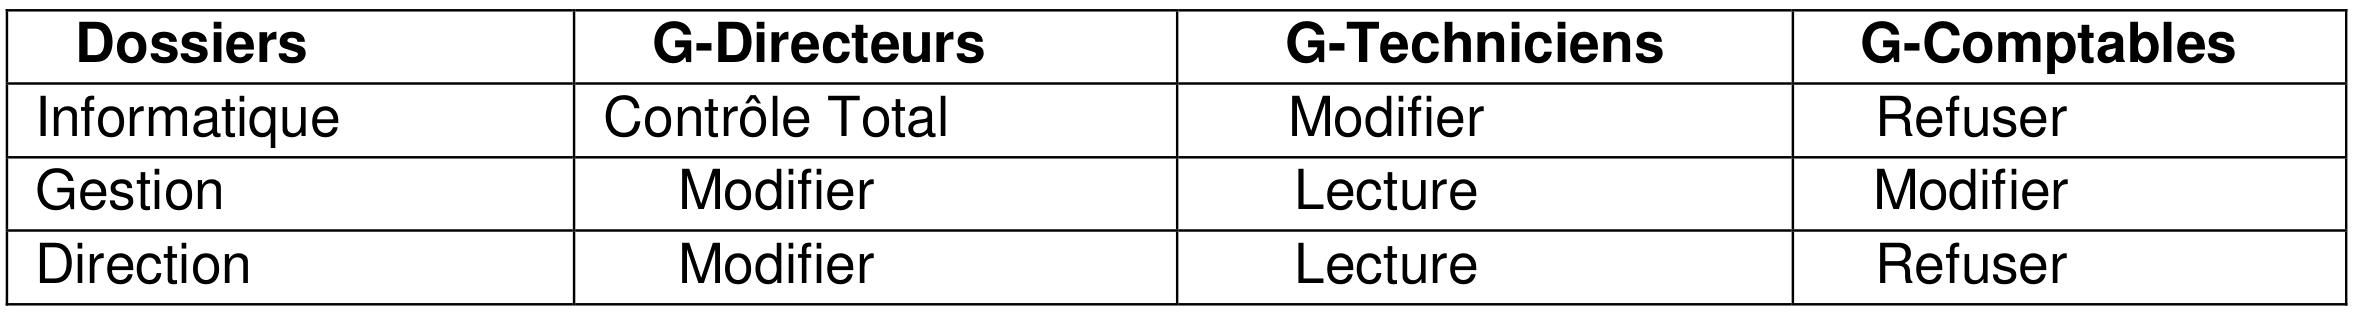 Dossiers G-Directeurs G-Techniciens G-Comptables
Informatique Contrôle Total Modifier Refuser
Gestion Modifier Lecture Modifier
Direction Modifier Lecture Refuser